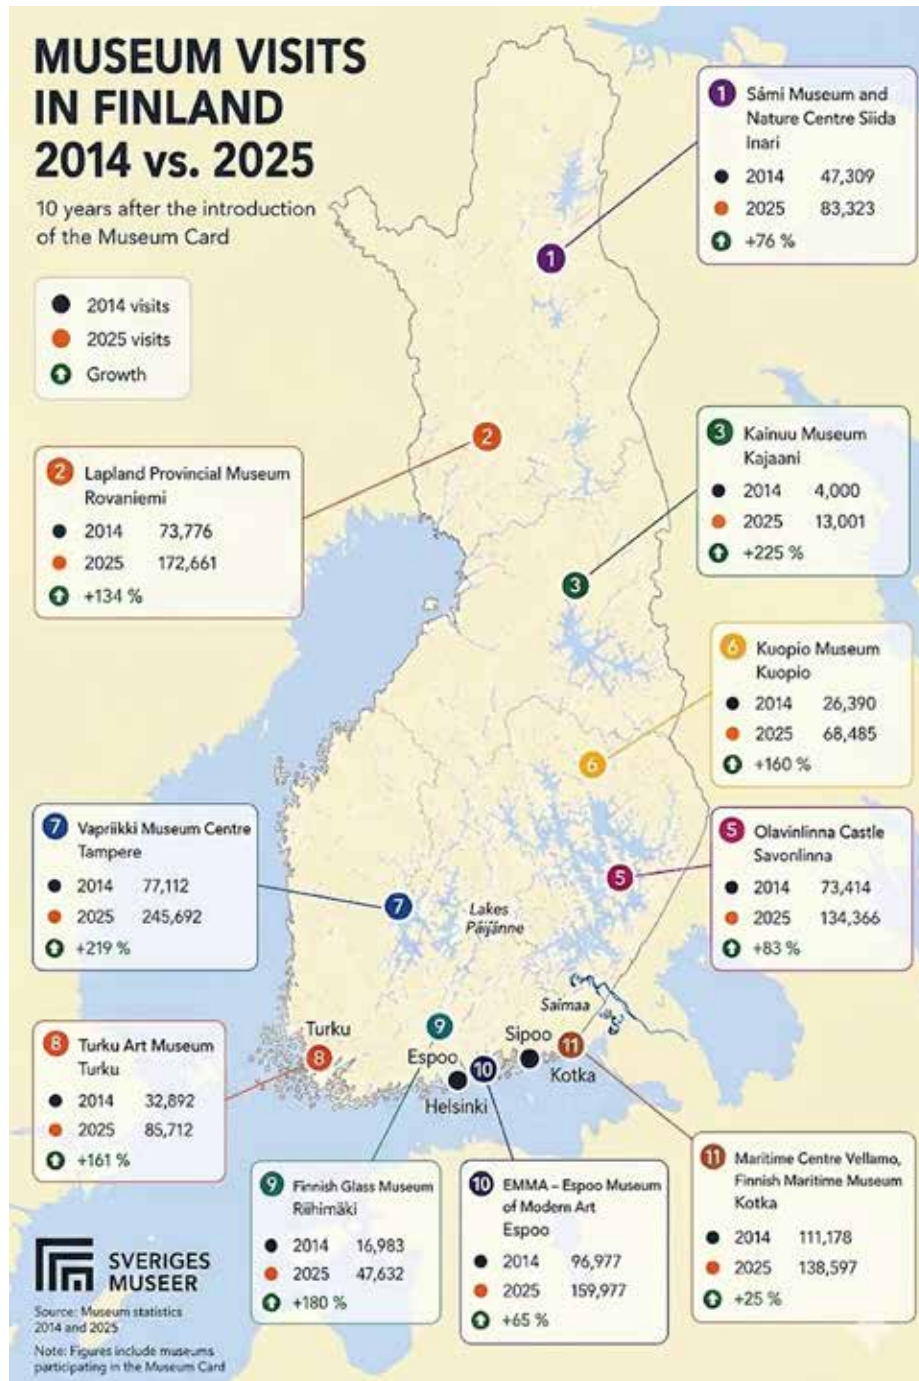 MUSEUM VISITS
IN FINLAND
2014 vs. 2025
10 years after the introduction
of the Museum Card
2014 visits
2025 visits
Growth
1 Sámi Museum and
Nature Centre Siida
Inari
2014 47,309
2025 83,323
+76 %
1
2
2 Lapland Provincial Museum
Rovaniemi
2014 73,776
2025 172,661
+134 %
3 Kainuu Museum
Kajaani
2014 4,000
2025 13,001
+225 %
3
6 Kuopio Museum
Kuopio
2014 26,390
2025 68,485
+160 %
6
7 Vapriikki Museum Centre
Tampere
2014 77,112
2025 245,692
+219 %
7
Lakes
Päijänne
5
5 Olavinlinna Castle
Savonlinna
2014 73,414
2025 134,366
+83 %
Saimaa
8 Turku Art Museum
Turku
2014 32,892
2025 85,712
+161 %
Turku
8
9
Espoo
Helsinki
10
Sipoo
11
Kotka
9 Finnish Glass Museum
Riihimäki
2014 16,983
2025 47,632
+180 %
10 EMMA – Espoo Museum
of Modern Art
Espoo
2014 96,977
2025 159,977
+65 %
11 Maritime Centre Vellamo,
Finnish Maritime Museum
Kotka
2014 111,178
2025 138,597
+25 %
SVERIGES
MUSEER
Source: Museum statistics
2014 and 2025
Note: Figures include museums
participating in the Museum Card